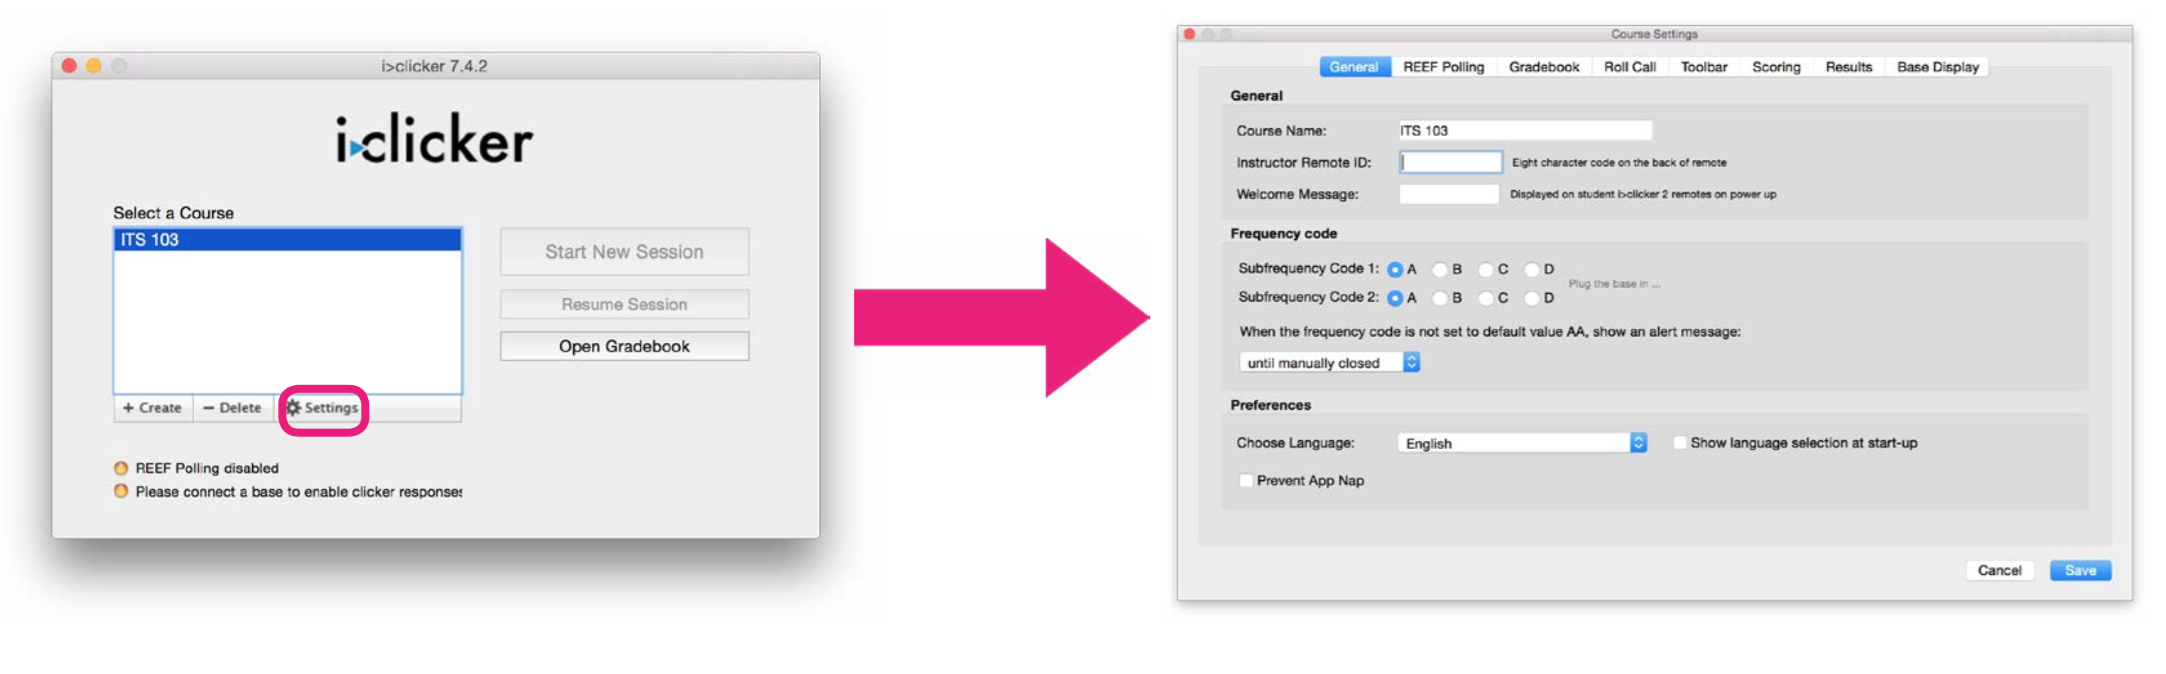 i>clicker 7.4.2
i>clicker
Select a Course
ITS 103
Start New Session
Resume Session
Open Gradebook
+ Create
− Delete
Settings
REEF Polling disabled
Please connect a base to enable clicker responses
Course Settings
General REEF Polling Gradebook Roll Call Toolbar Scoring Results Base Display
General
Course Name: ITS 103
Instructor Remote ID: Eight character code on the back of remote
Welcome Message: Displayed on student i>clicker 2 remotes on power up
Frequency code
Subfrequency Code 1: A B C D
Plug the base in ...
Subfrequency Code 2: A B C D
When the frequency code is not set to default value AA, show an alert message:
until manually closed
Preferences
Choose Language: English Show language selection at start-up
Prevent App Nap
Cancel Save